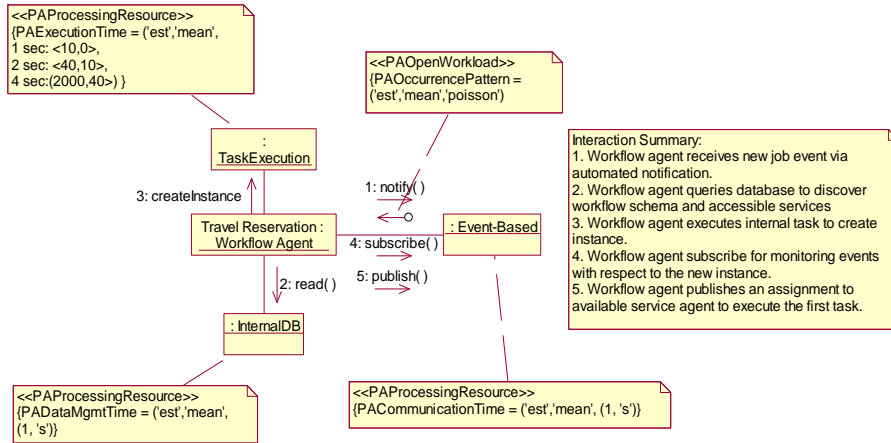 <<PAProcessingResource>>
{PAExecutionTime = ('est','mean',
1 sec: <10,0>,
2 sec: <40,10>,
4 sec:(2000,40>) }
<<PAOpenWorkload>>
{PAOccurrencePattern =
('est','mean','poisson')
:
TaskExecution
3: createInstance
1: notify( )
Travel Reservation :
Workflow Agent
: Event-Based
4: subscribe( )
5: publish( )
2: read( )
: InternalDB
Interaction Summary:
1. Workflow agent receives new job event via
automated notification.
2. Workflow agent queries database to discover
workflow schema and accessible services
3. Workflow agent executes internal task to create
instance.
4. Workflow agent subscribe for monitoring events
with respect to the new instance.
5. Workflow agent publishes an assignment to
available service agent to execute the first task.
<<PAProcessingResource>>
{PADataMgmtTime = ('est','mean',
(1, 's')}
<<PAProcessingResource>>
{PACommunicationTime = ('est','mean', (1, 's')}